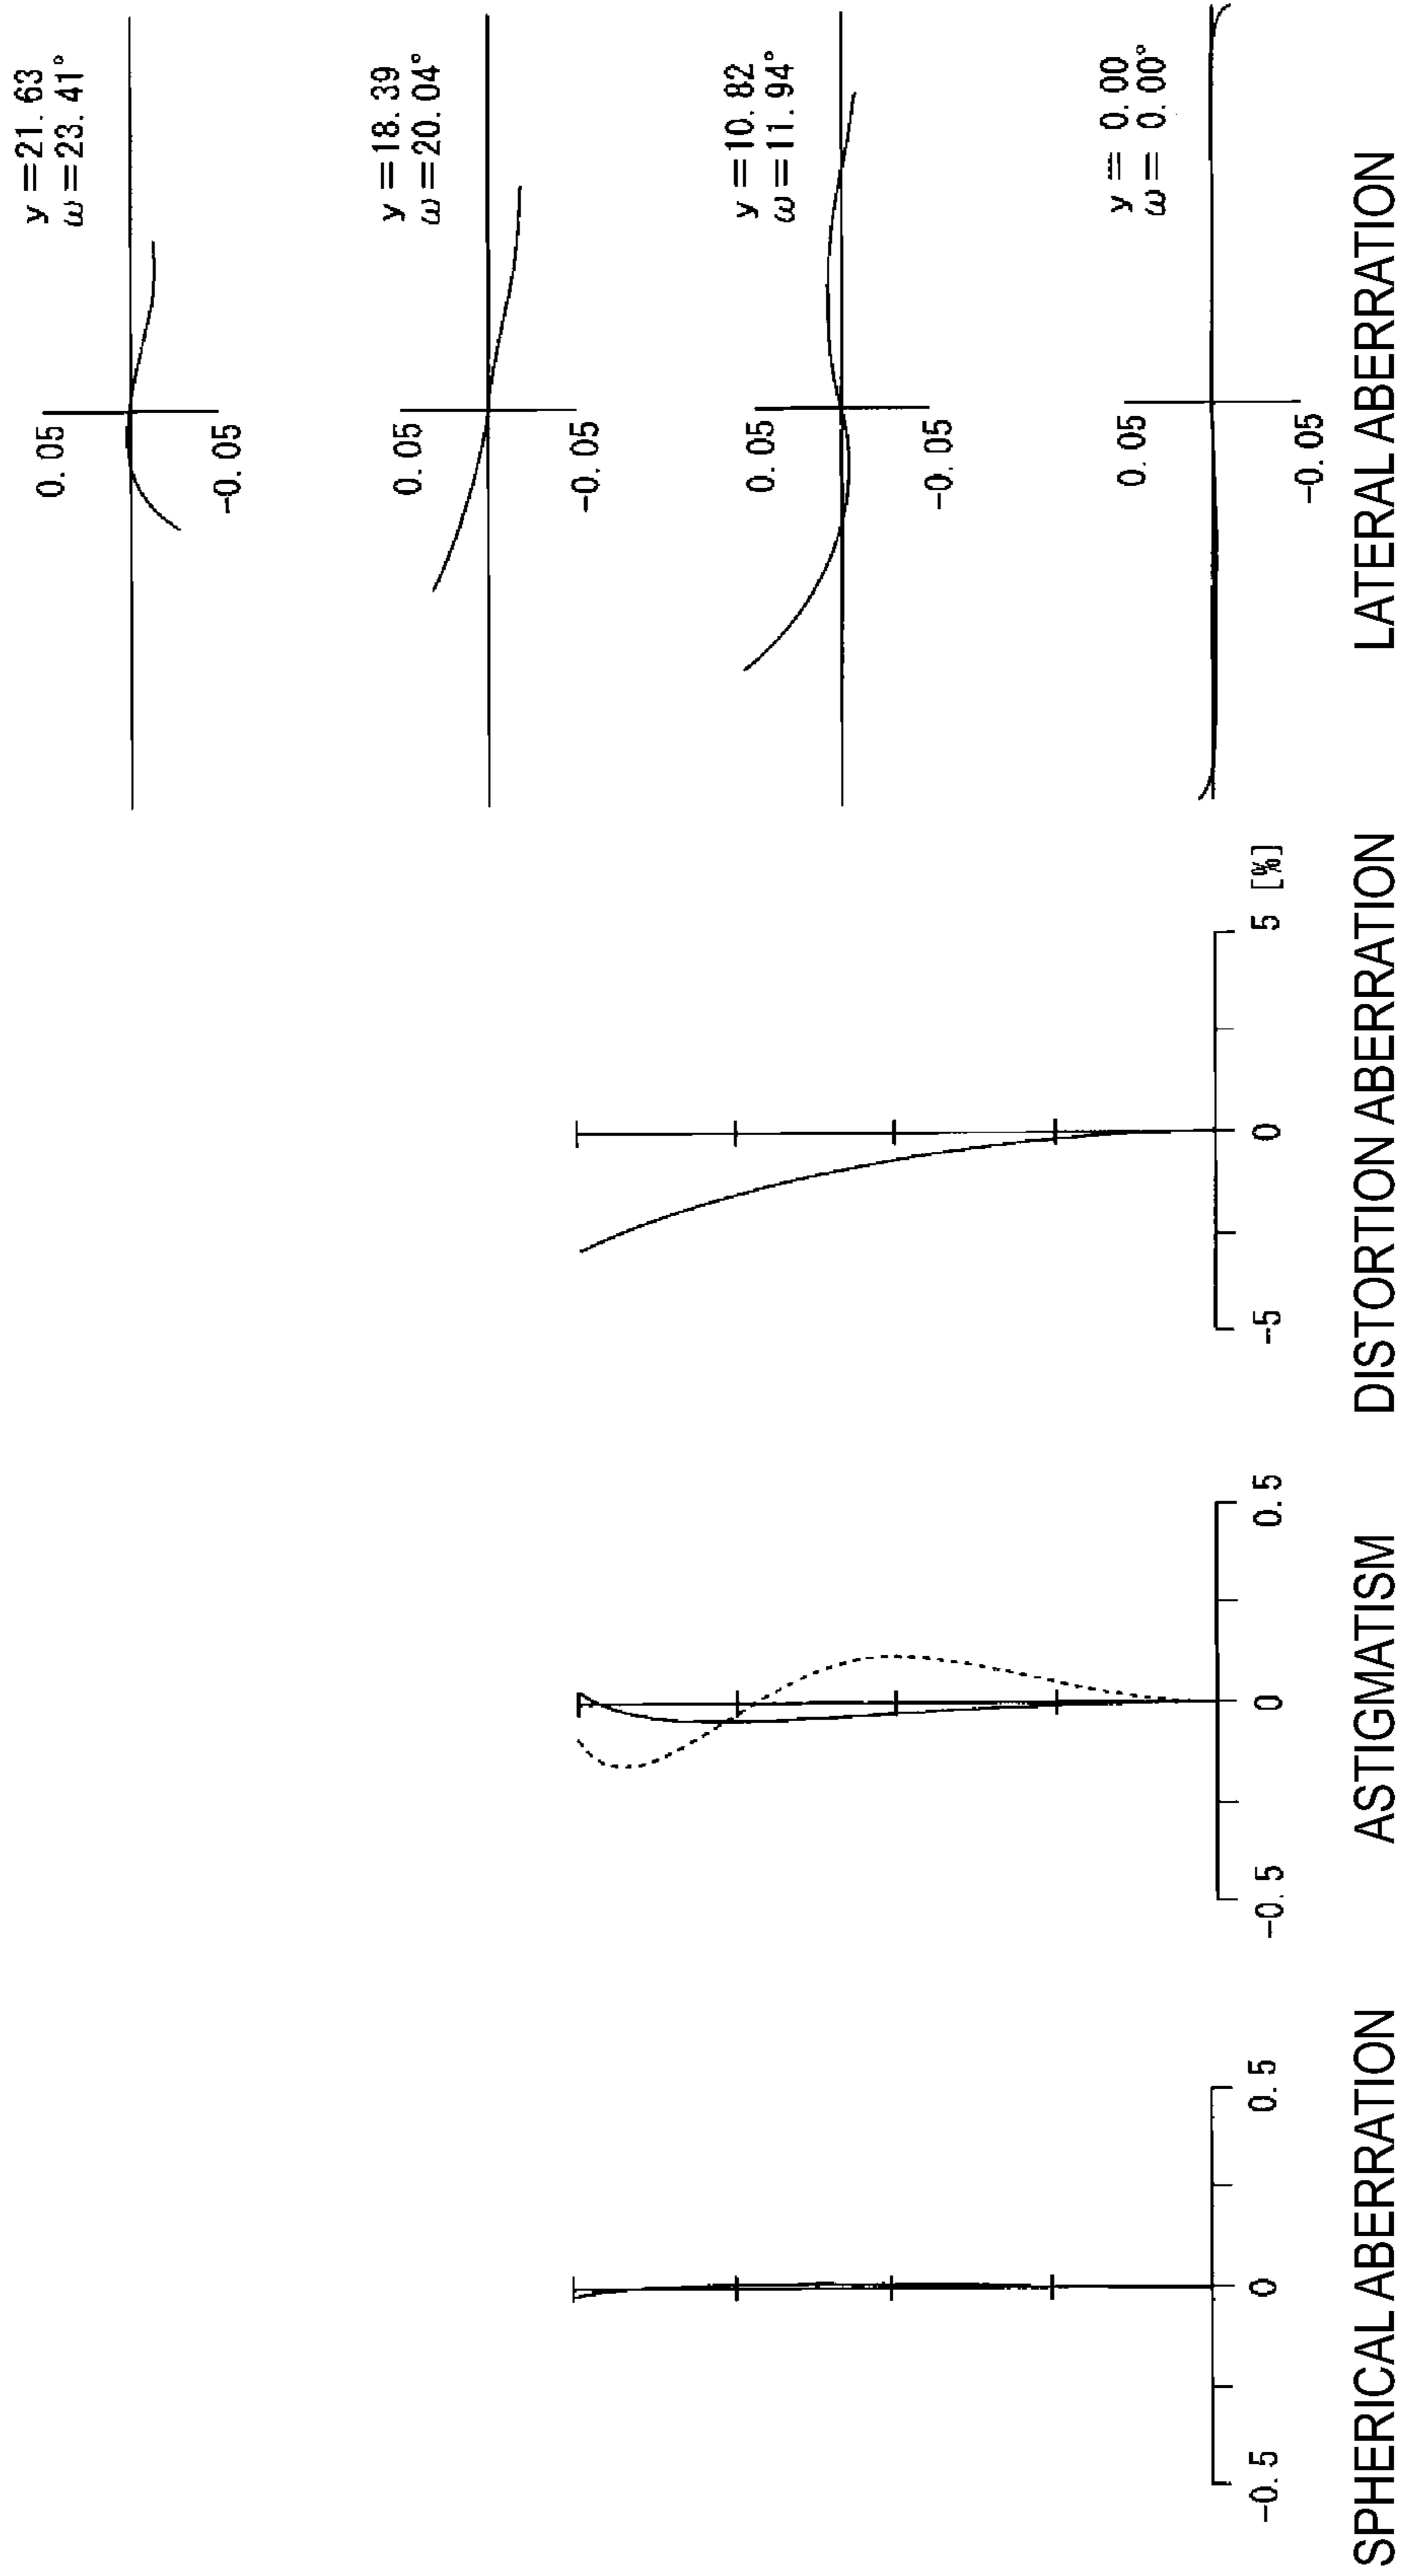 SPHERICAL ABERRATION
-0.5
0
0.5
ASTIGMATISM
-0.5
0
0.5
DISTORTION ABERRATION
-5
0
5 [%]
LATERAL ABERRATION
y =21.63
ω =23.41°
0.05
-0.05
y =18.39
ω =20.04°
0.05
-0.05
y =10.82
ω =11.94°
0.05
-0.05
y = 0.00
ω = 0.00°
0.05
-0.05